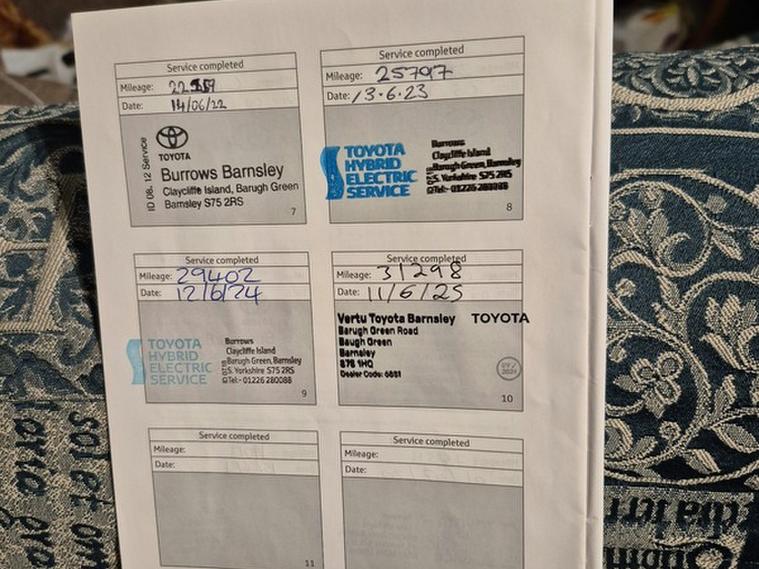 Service completed
Mileage:
Date: 14/06/22
ID 08. 12 Service
TOYOTA
Burrows Barnsley
Claycliffe Island, Barugh Green
Barnsley S75 2RS
7
Service completed
Mileage: 25797
Date: 13.6.23
TOYOTA
HYBRID
ELECTRIC
SERVICE
Burrows
Claycliffe Island
Barugh Green, Barnsley
S. Yorkshire S75 2RS
Tel:- 01226 280088
8
Service completed
Mileage: 29402
Date: 12/6/24
TOYOTA
HYBRID
ELECTRIC
SERVICE
Burrows
Claycliffe Island
Barugh Green, Barnsley
S. Yorkshire S75 2RS
Tel:- 01226 280088
9
Service completed
Mileage: 31298
Date: 11/6/25
Vertu Toyota Barnsley TOYOTA
Barugh Green Road
Baugh Green
Barnsley
S75 1HQ
Dealer Code: 6881
10
Service completed
Mileage:
Date:
11
Service completed
Mileage:
Date: